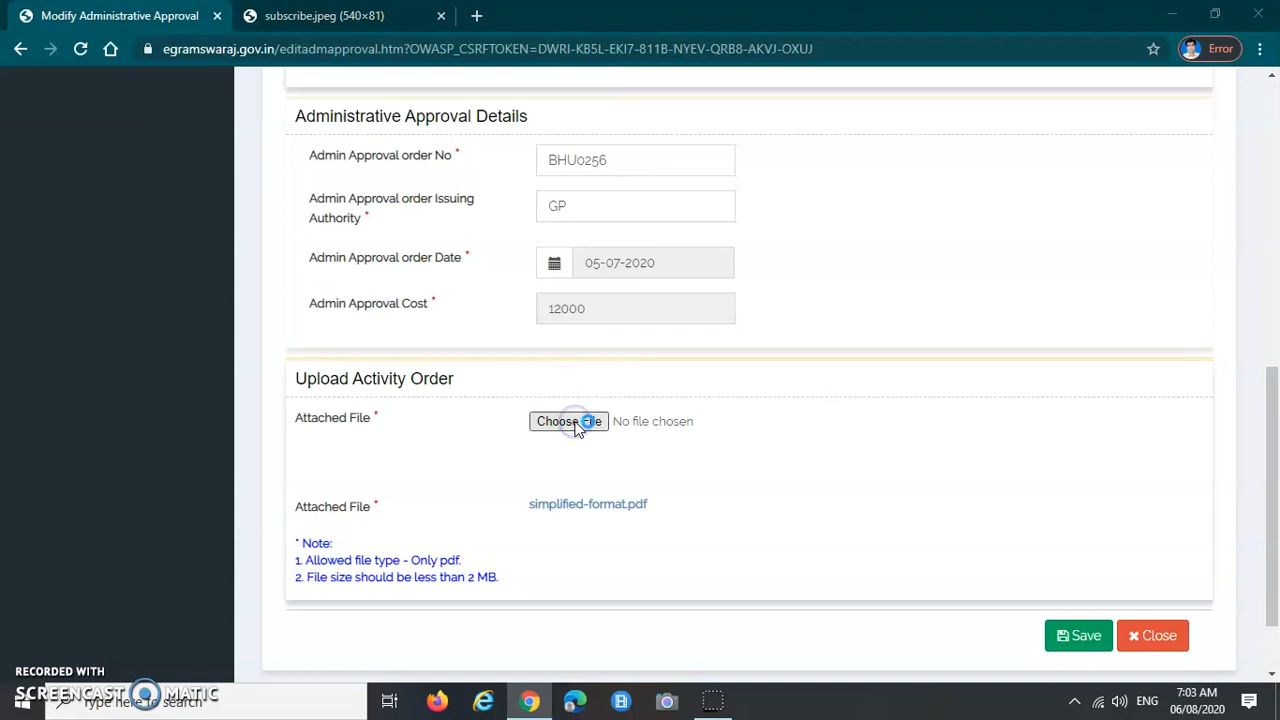 Modify Administrative Approval
subscribe.jpeg (540×81)
egramswaraj.gov.in/editadmapproval.htm?OWASP_CSRFTOKEN=DWRI-KB5L-EKI7-811B-NYEV-QRB8-AKVJ-OXUJ
Error
Administrative Approval Details
Admin Approval order No *
BHU0256
Admin Approval order Issuing
Authority *
GP
Admin Approval order Date *
05-07-2020
Admin Approval Cost *
12000
Upload Activity Order
Attached File *
Choose File No file chosen
Attached File *
simplified-format.pdf
* Note:
1. Allowed file type - Only pdf.
2. File size should be less than 2 MB.
Save
Close
RECORDED WITH
SCREENCAST MATIC
Type here to search
ENG
7:03 AM
06/08/2020